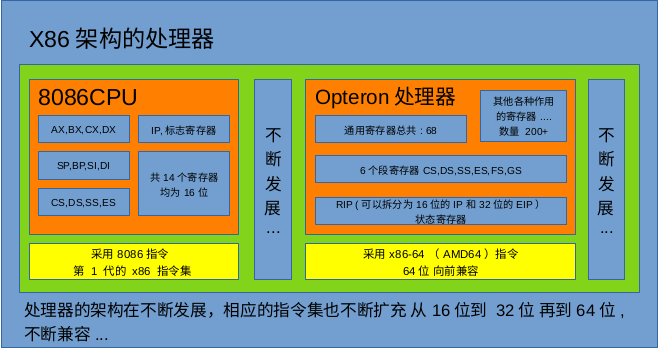 X86 架构的处理器
8086CPU
AX,BX,CX,DX
IP,标志寄存器
SP,BP,SI,DI
共 14 个寄存器
均为 16 位
CS,DS,SS,ES
采用 8086 指令
第 1 代的 x86 指令集
不
断
发
展
...
Opteron 处理器
其他各种作用
的寄存器 ....
数量 200+
通用寄存器总共 : 68
6 个段寄存器 CS,DS,SS,ES,FS,GS
RIP ( 可以拆分为 16 位的 IP 和 32 位的 EIP )
状态寄存器
采用 x86-64 （ AMD64 ）指令
64 位 向前兼容
不
断
发
展
...
处理器的架构在不断发展，相应的指令集也不断扩充 从 16 位到 32 位 再到 64 位 ,
不断兼容 ...